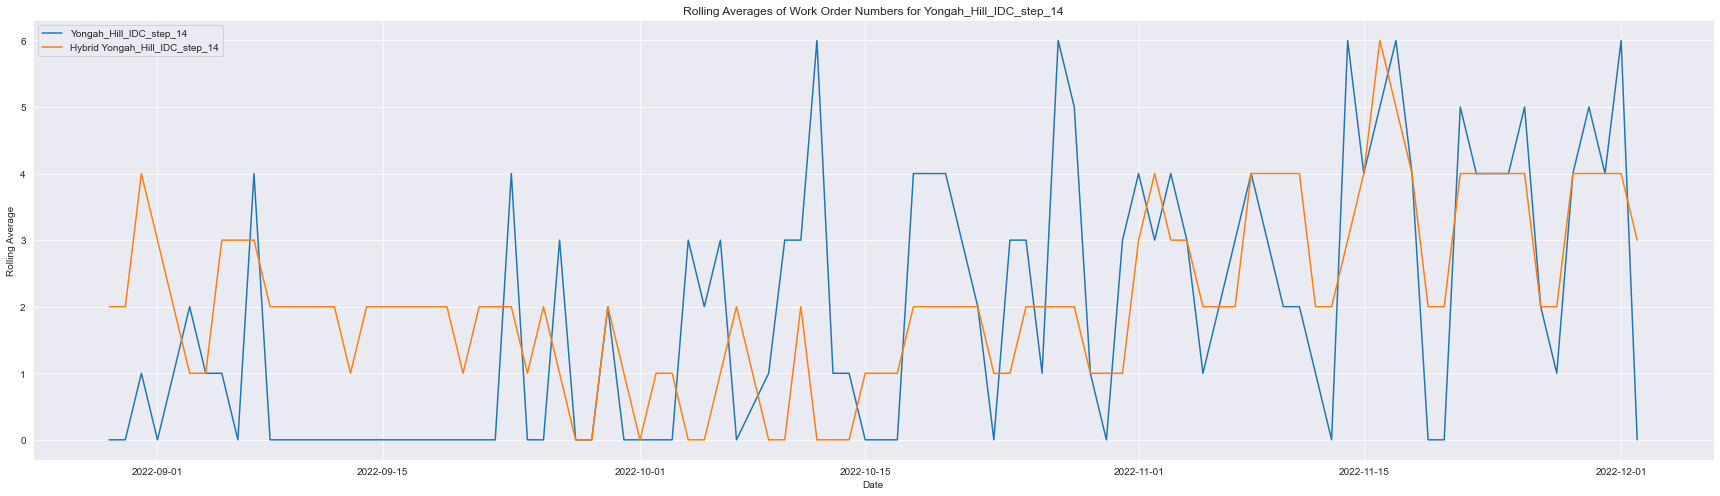 Rolling Averages of Work Order Numbers for Yongah_Hill_IDC_step_14
Yongah_Hill_IDC_step_14
Hybrid Yongah_Hill_IDC_step_14
Rolling Average
6
5
4
3
2
1
0
2022-09-01 2022-09-15 2022-10-01 2022-10-15 2022-11-01 2022-11-15 2022-12-01
Date